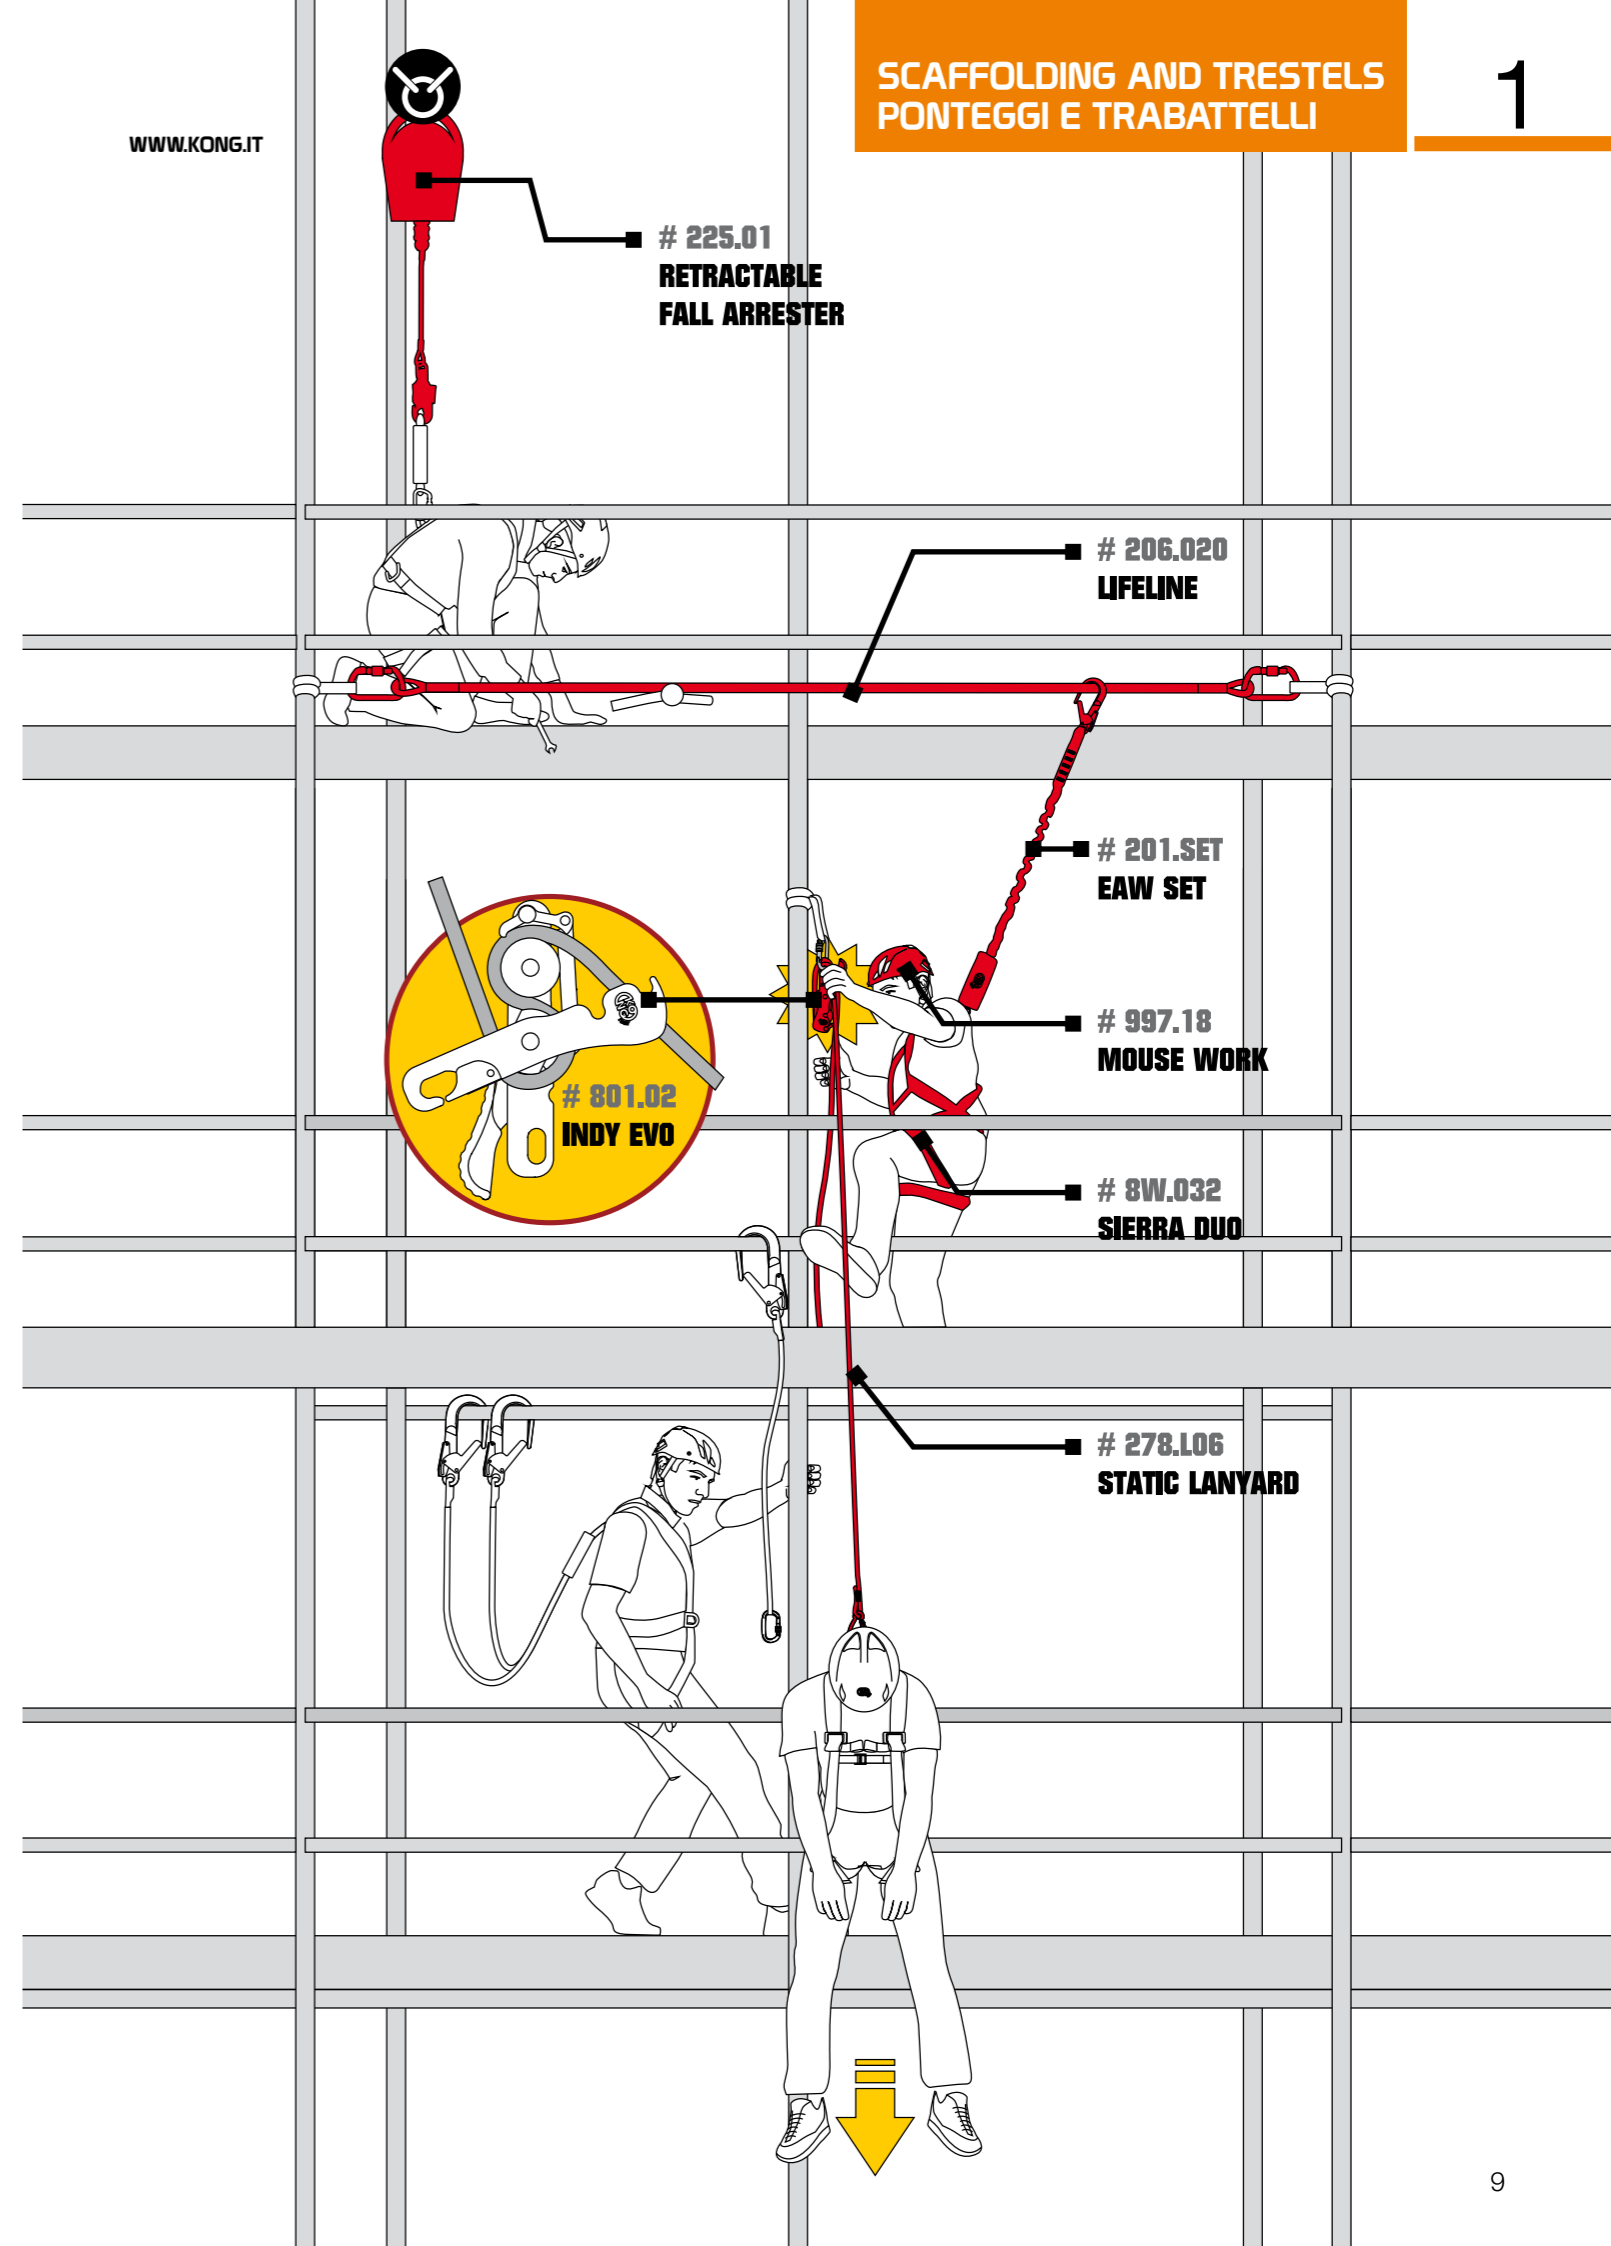 SCAFFOLDING AND TRESTELS
PONTEGGI E TRABATTELLI
1
WWW.KONG.IT
# 225.01
RETRACTABLE
FALL ARRESTER
# 206.020
LIFELINE
# 201.SET
EAW SET
# 997.18
MOUSE WORK
# 801.02
INDY EVO
# 8W.032
SIERRA DUO
# 278.L06
STATIC LANYARD
9